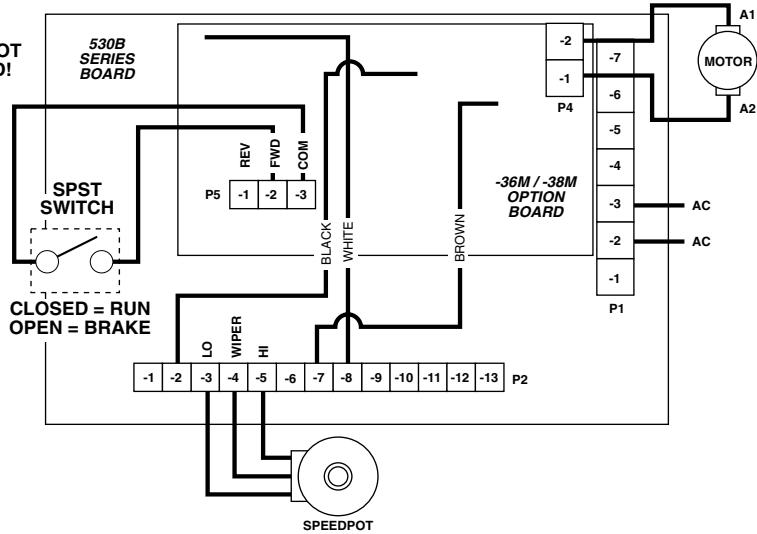 OT
D!
530B
SERIES
BOARD
A1
MOTOR
A2
-2
-1
P4
-7
-6
-5
-4
-3
-2
-1
P1
AC
AC
REV
FWD
COM
P5
-1 -2 -3
-36M / -38M
OPTION
BOARD
SPST
SWITCH
CLOSED = RUN
OPEN = BRAKE
BLACK
WHITE
BROWN
LO
WIPER
HI
-1 -2 -3 -4 -5 -6 -7 -8 -9 -10 -11 -12 -13 P2
SPEEDPOT